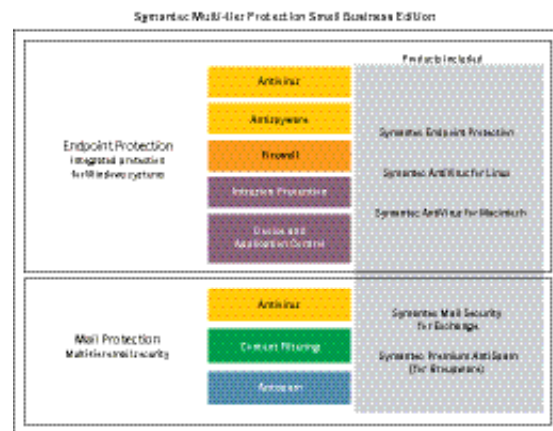 Symantec Multi-tier Protection Small Business Edition
Products included
Endpoint Protection
Integrated protection
for Windows systems
Antivirus
Antispyware
Firewall
Intrusion Prevention
Device and
Application Control
Symantec Endpoint Protection
Symantec AntiVirus for Linux
Symantec AntiVirus for Macintosh
Mail Protection
Multi-tier email security
Antivirus
Content Filtering
Antispam
Symantec Mail Security
for Exchange
Symantec Premium AntiSpam
(for Groupware)